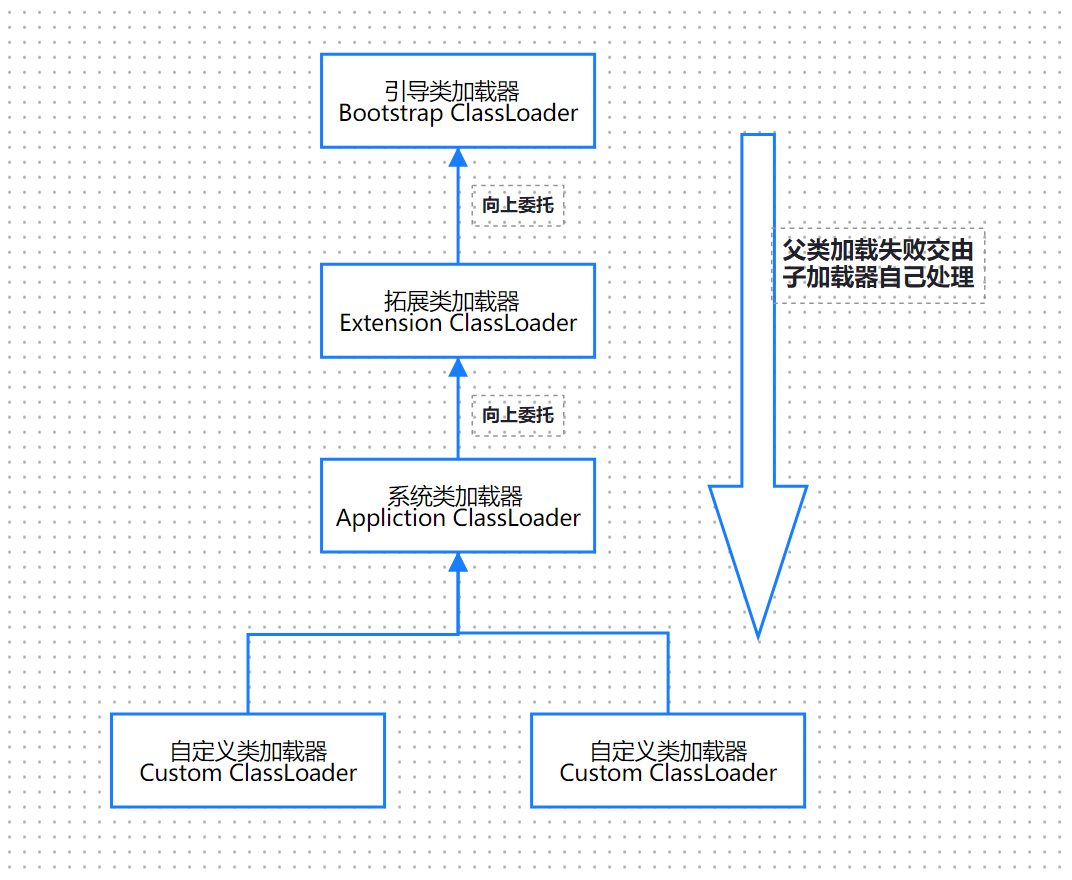 引导类加载器
Bootstrap ClassLoader
向上委托
父类加载失败交由
子加载器自己处理
拓展类加载器
Extension ClassLoader
向上委托
系统类加载器
Appliction ClassLoader
自定义类加载器
Custom ClassLoader
自定义类加载器
Custom ClassLoader